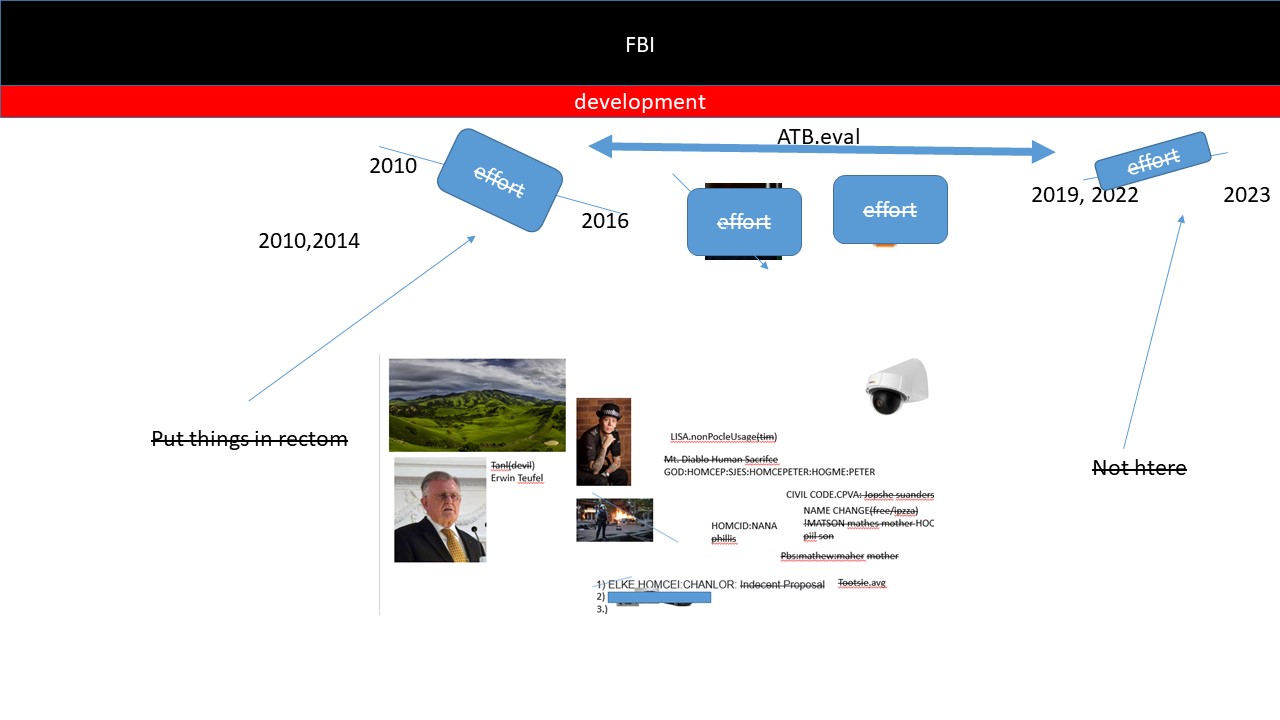 FBI
development
ATB.eval
2010
effort
2016
2010,2014
effort
effort
effort
2019, 2022
2023
Put things in rectom
Not htere
LISA.nonPocleUsage(tim)
Mt. Diablo Human Sacrifce
GOD:HOMCEP:SJES:HOMCEPETER:HOGME:PETER
Tanl(devil)
Erwin Teufel
CIVIL CODE.CPVA: Jopshe suanders
NAME CHANGE(free/ipzza)
!MATSON mathes mother HOC
piil son
HOMCID:NANA
phillis
Pbs:mathew:maher mother
1) ELKE HOMCEI:CHANLOR: Indecent Proposal
Tootsie.avg
2)
3.)